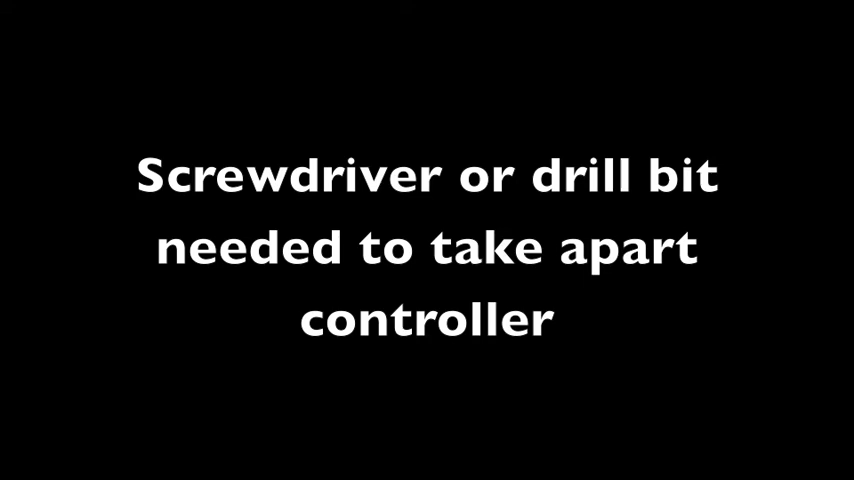 Screwdriver or drill bit
needed to take apart
controller